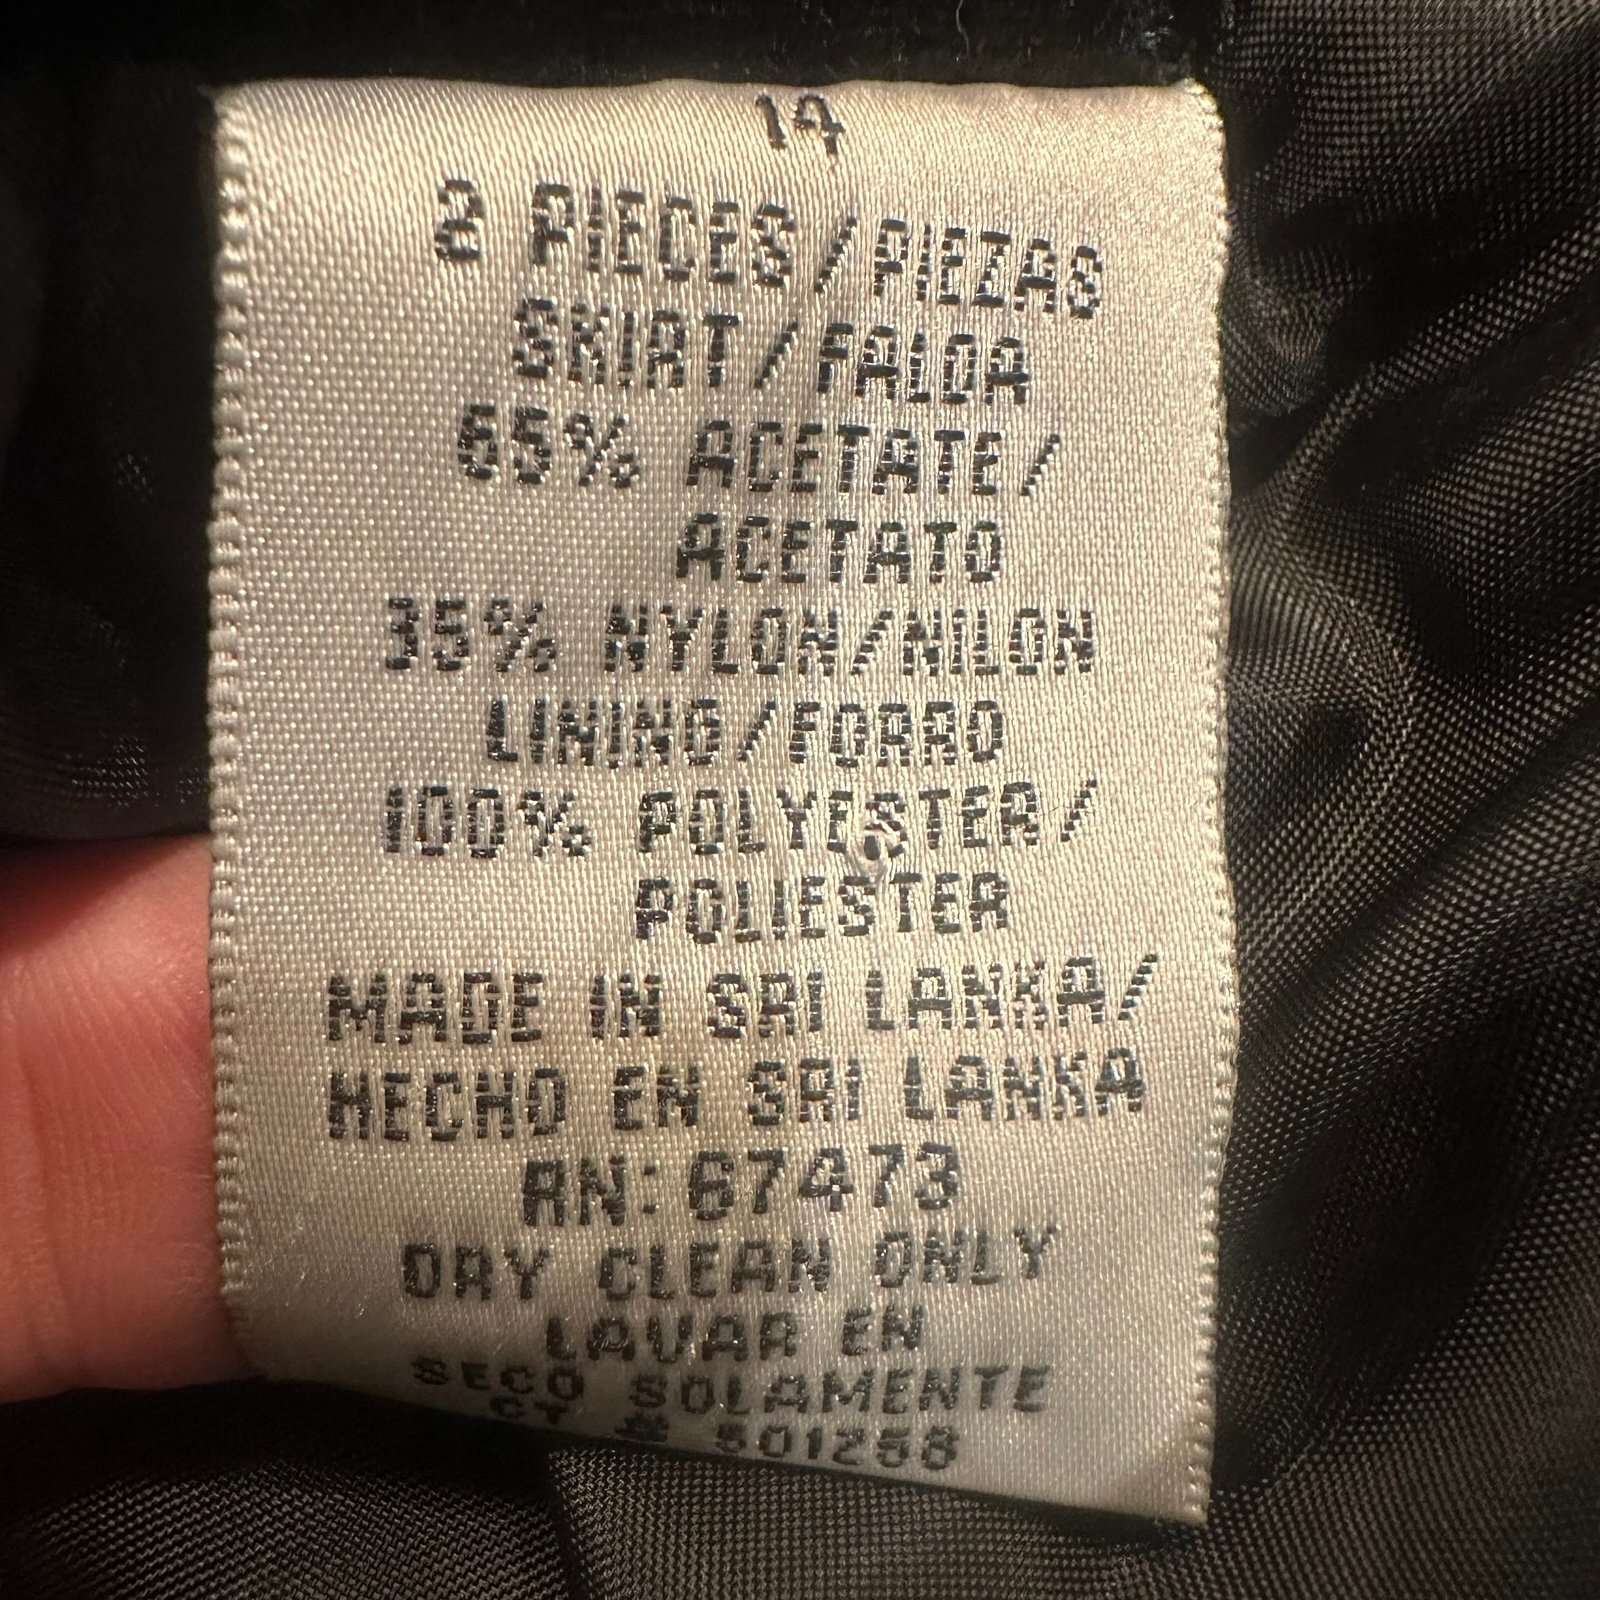 14
2 PIECES/PIEZAS
SKIRT/FALDA
65% ACETATE/
ACETATO
35% NYLON/NILON
LINING/FORRO
100% POLYESTER/
POLIESTER
MADE IN SRI LANKA/
HECHO EN SRI LANKA
RN: 67473
DRY CLEAN ONLY
LAVAR EN
SECO SOLAMENTE
CT # 501258